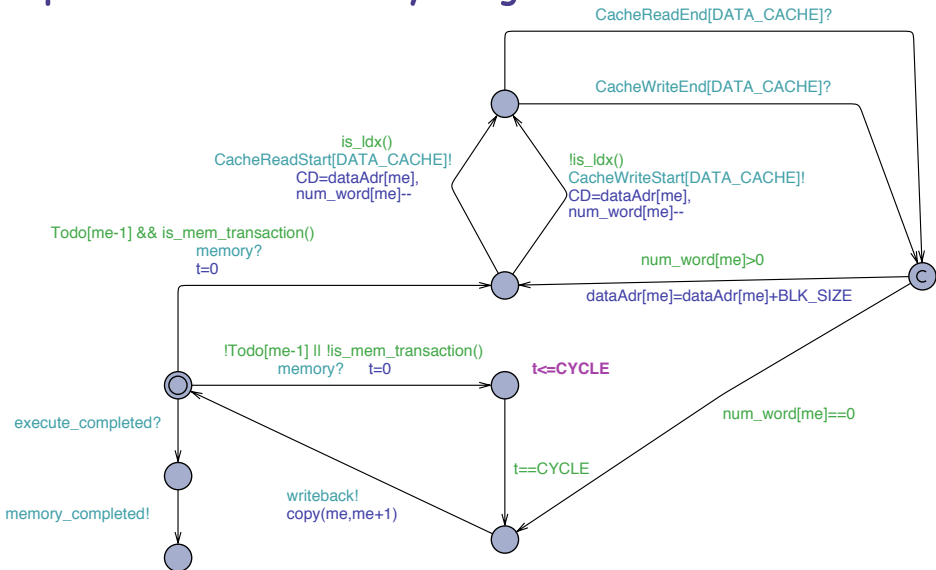 CacheReadEnd[DATA_CACHE]?
CacheWriteEnd[DATA_CACHE]?
is_ldx()
CacheReadStart[DATA_CACHE]!
CD=dataAdr[me],
num_word[me]--
!is_ldx()
CacheWriteStart[DATA_CACHE]!
CD=dataAdr[me],
num_word[me]--
Todo[me-1] && is_mem_transaction()
memory?
t=0
num_word[me]>0
C
dataAdr[me]=dataAdr[me]+BLK_SIZE
!Todo[me-1] || !is_mem_transaction()
memory? t=0
t<=CYCLE
execute_completed?
num_word[me]==0
t==CYCLE
writeback!
copy(me,me+1)
memory_completed!